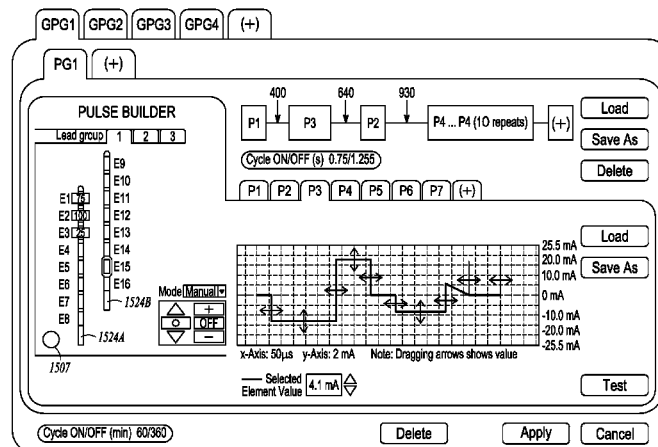 GPG1 GPG2 GPG3 GPG4 (+)
PG1 (+)
PULSE BUILDER
Lead group 1 2 3
E9
E10
E1 75 E11
E2 100 E12
E3 25 E13
E4 E14
E5 E15
E6 E16
E7
E8
1524B
1524A
1507
Mode Manual
+
OFF
−
400 640 930
P1 P3 P2 P4 ... P4 (10 repeats) (+)
Cycle ON/OFF (s) 0.75/1.255
Load
Save As
Delete
P1 P2 P3 P4 P5 P6 P7 (+)
25.5 mA
20.0 mA
10.0 mA
0 mA
-10.0 mA
-20.0 mA
-25.5 mA
x-Axis: 50µs y-Axis: 2 mA Note: Dragging arrows shows value
Load
Save As
Selected
Element Value 4.1 mA
Test
Cycle ON/OFF (min) 60/360
Delete Apply Cancel